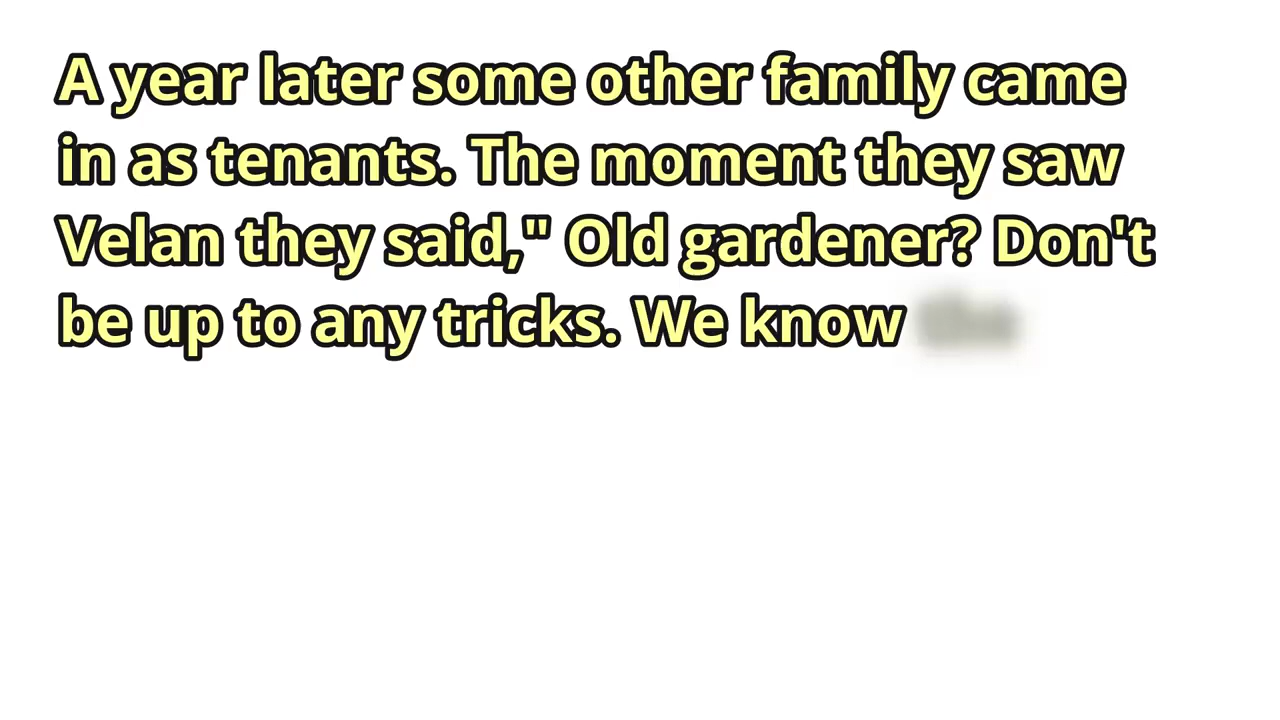 A year later some other family came
in as tenants. The moment they saw
Velan they said," Old gardener? Don't
be up to any tricks. We know